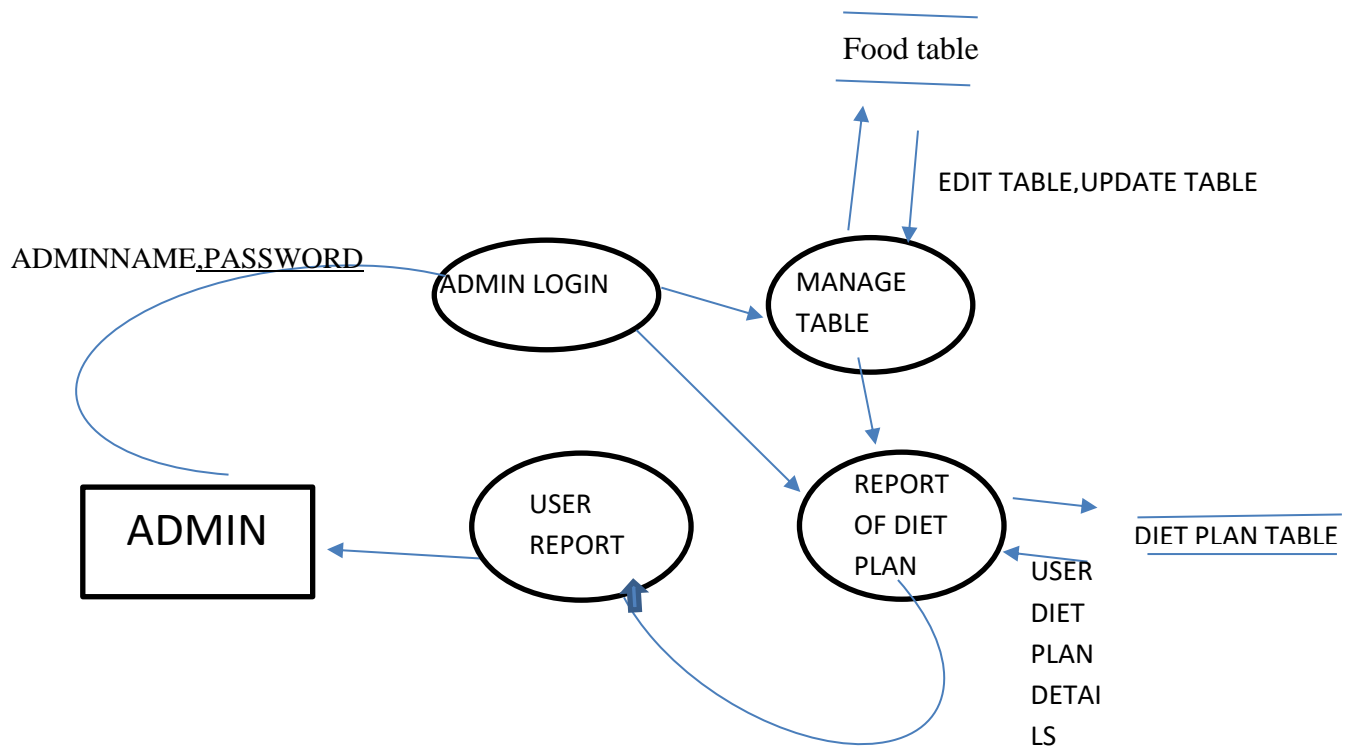 Food table
EDIT TABLE,UPDATE TABLE
ADMINNAME,PASSWORD
ADMIN LOGIN
MANAGE
TABLE
ADMIN
USER
REPORT
REPORT
OF DIET
PLAN
DIET PLAN TABLE
USER
DIET
PLAN
DETAI
LS